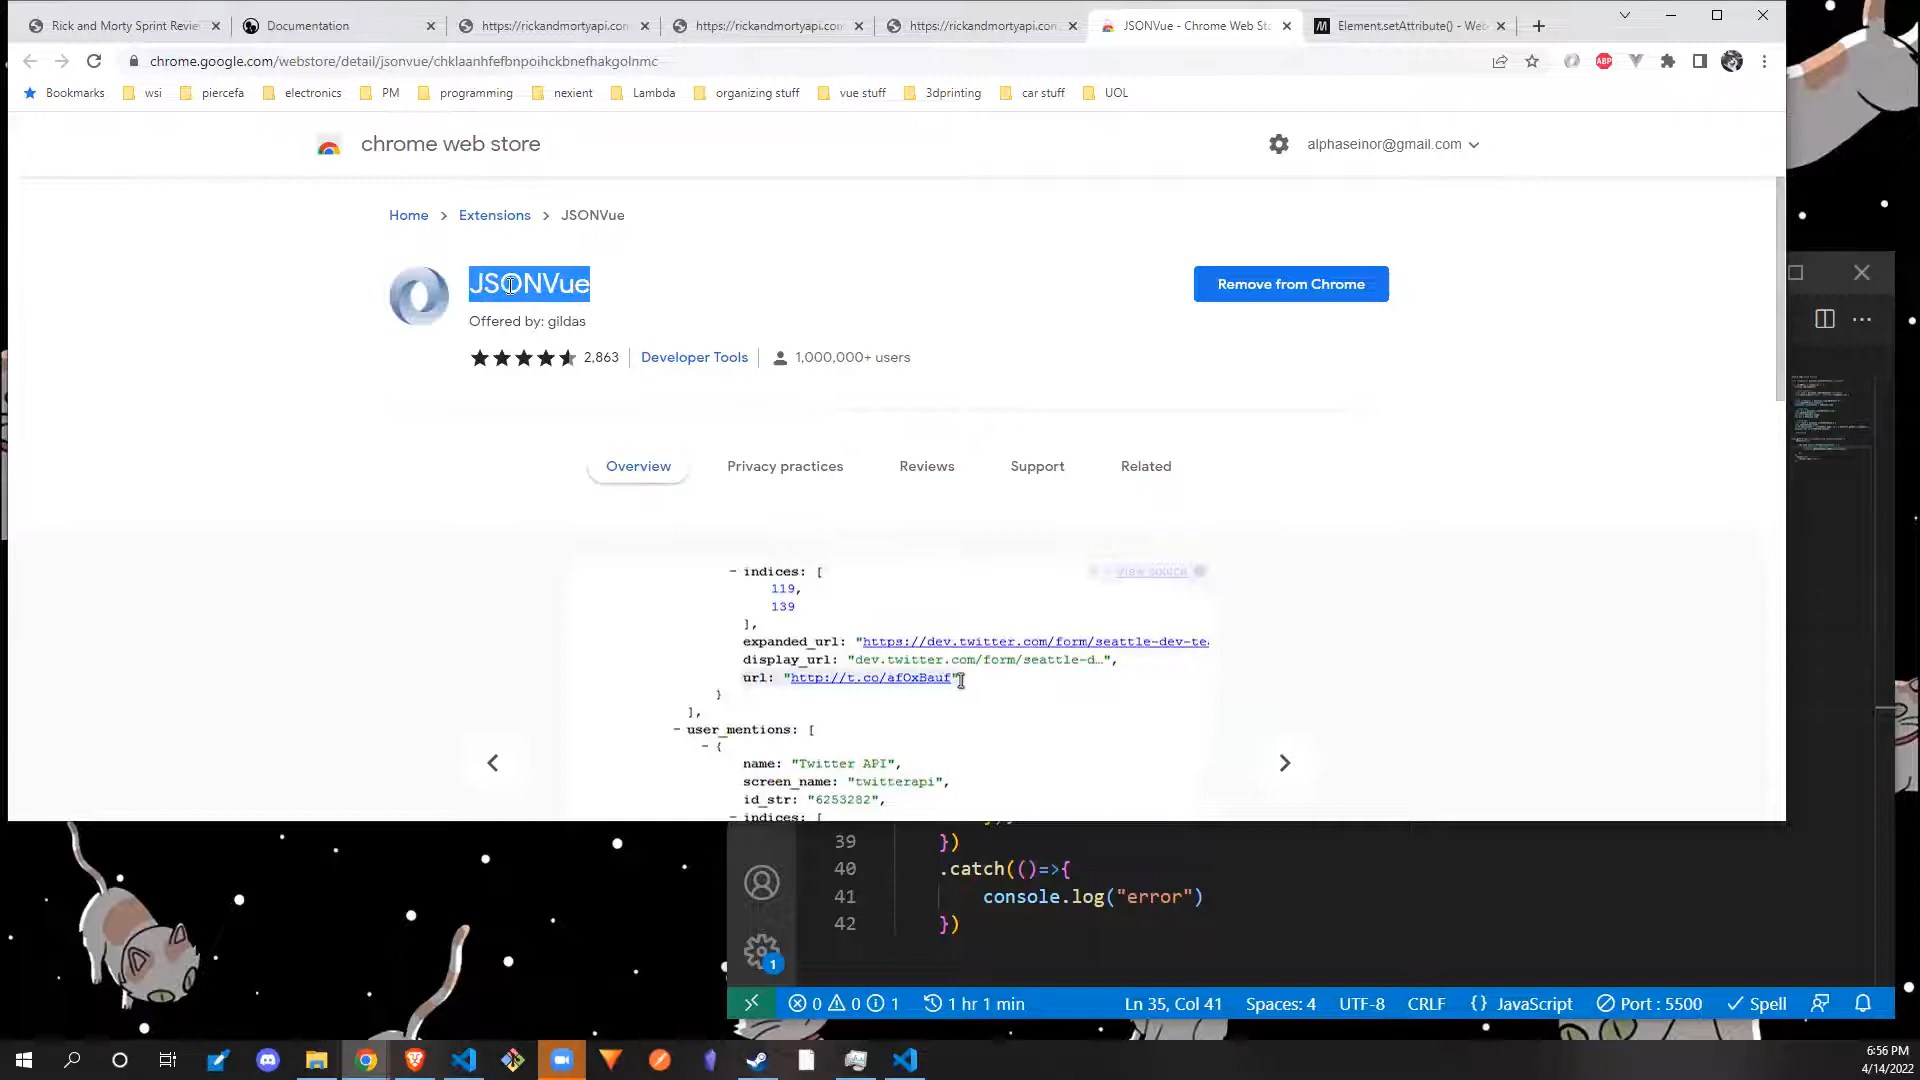 Rick and Morty Sprint Revie
Documentation
https://rickandmortyapi.com
https://rickandmortyapi.com
https://rickandmortyapi.com
JSONVue - Chrome Web Sto
Element.setAttribute() - Web
chrome.google.com/webstore/detail/jsonvue/chklaanhfefbnpoihckbnefhakgolnmc
ABP
Bookmarks
wsi
piercefa
electronics
PM
programming
nexient
Lambda
organizing stuff
vue stuff
3dprinting
car stuff
UOL
chrome web store
alphaseinor@gmail.com
Home > Extensions > JSONVue
JSONVue
Remove from Chrome
Offered by: gildas
2,863
Developer Tools
1,000,000+ users
Overview
Privacy practices
Reviews
Support
Related
- indices: [
view source
119,
139
],
expanded_url: "https://dev.twitter.com/form/seattle-dev-te
display_url: "dev.twitter.com/form/seattle-d…",
url: "http://t.co/afOxBauf"
}
],
- user_mentions: [
- {
name: "Twitter API",
screen_name: "twitterapi",
id_str: "6253282",
- indices: [
39 })
40 .catch(()=>{
41 console.log("error")
42 })
1
0 0 1
1 hr 1 min
Ln 35, Col 41
Spaces: 4
UTF-8
CRLF
{} JavaScript
Port : 5500
Spell
6:56 PM
4/14/2022